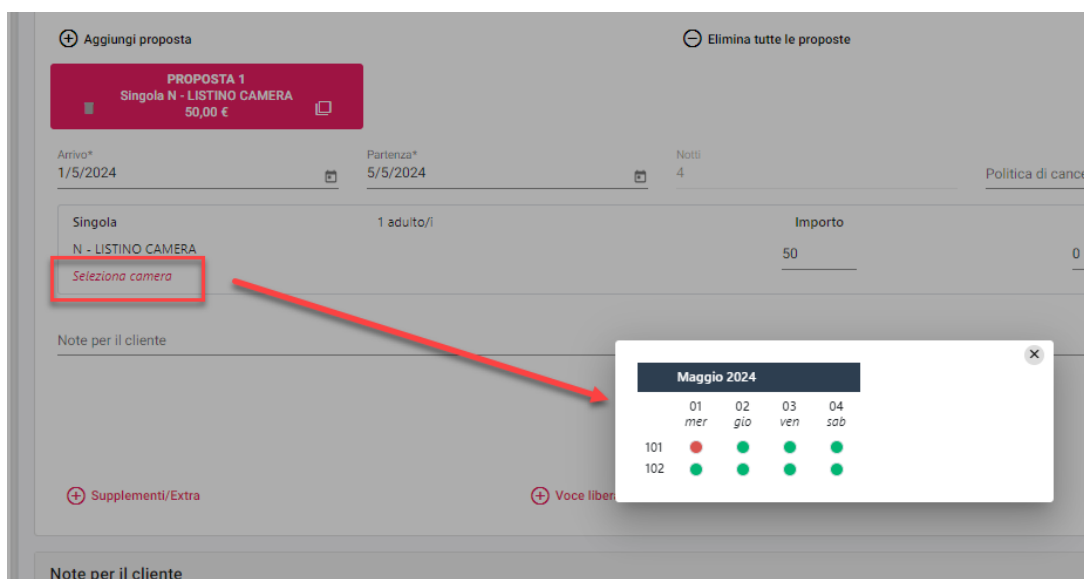 Aggiungi proposta
Elimina tutte le proposte
PROPOSTA 1
Singola N - LISTINO CAMERA
50,00 €
Arrivo*
1/5/2024
Partenza*
5/5/2024
Notti
4
Politica di cance
Singola
1 adulto/i
Importo
N - LISTINO CAMERA
50
0
Seleziona camera
Note per il cliente
Maggio 2024
01 02 03 04
mer gio ven sab
101
102
Supplementi/Extra
Voce libera
Note per il cliente